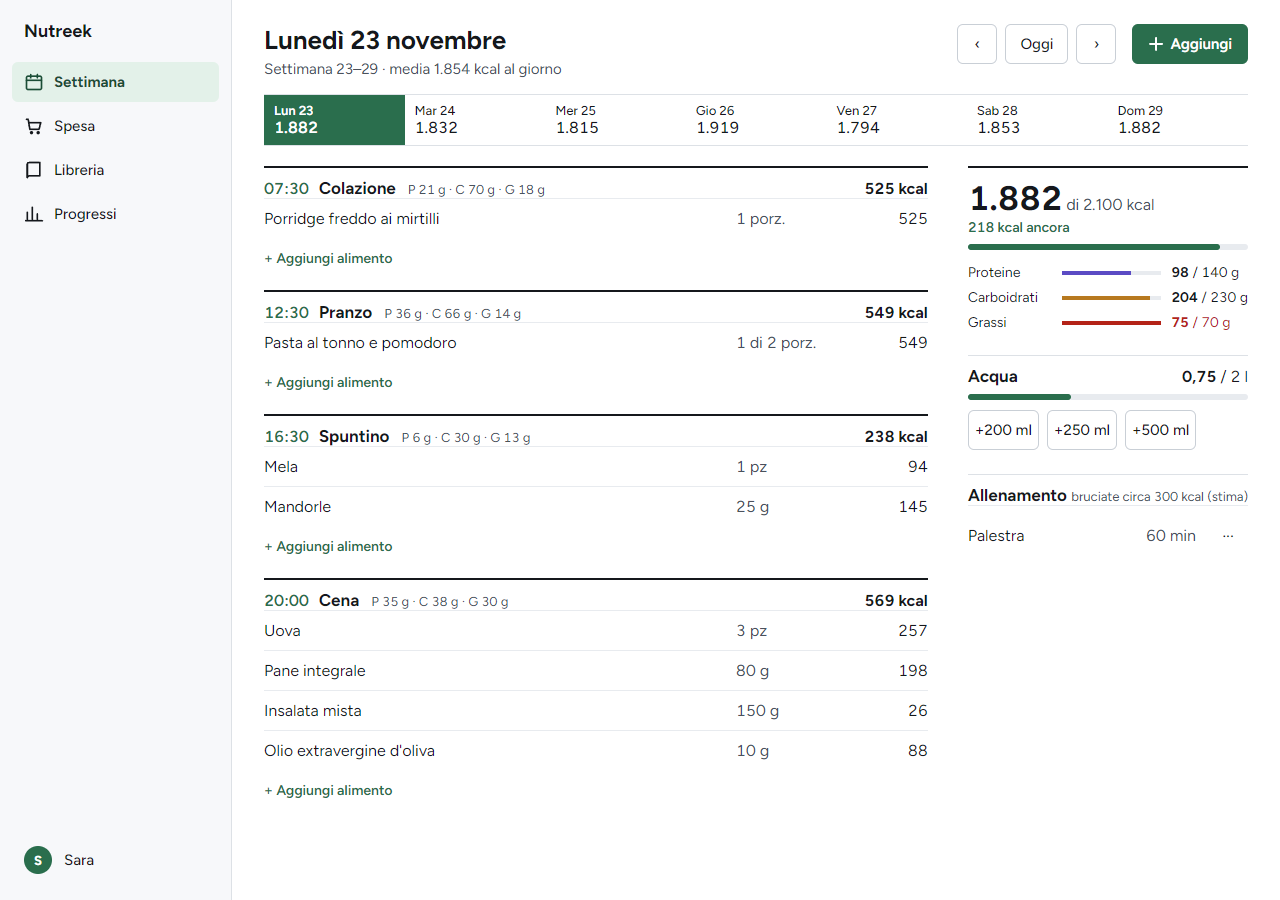 Nutreek
Settimana
Spesa
Libreria
Progressi
S Sara
Lunedì 23 novembre
Settimana 23–29 · media 1.854 kcal al giorno
‹ Oggi › + Aggiungi
Lun 23 Mar 24 Mer 25 Gio 26 Ven 27 Sab 28 Dom 29
1.882 1.832 1.815 1.919 1.794 1.853 1.882
07:30 Colazione P 21 g · C 70 g · G 18 g 525 kcal
Porridge freddo ai mirtilli 1 porz. 525
+ Aggiungi alimento
12:30 Pranzo P 36 g · C 66 g · G 14 g 549 kcal
Pasta al tonno e pomodoro 1 di 2 porz. 549
+ Aggiungi alimento
16:30 Spuntino P 6 g · C 30 g · G 13 g 238 kcal
Mela 1 pz 94
Mandorle 25 g 145
+ Aggiungi alimento
20:00 Cena P 35 g · C 38 g · G 30 g 569 kcal
Uova 3 pz 257
Pane integrale 80 g 198
Insalata mista 150 g 26
Olio extravergine d'oliva 10 g 88
+ Aggiungi alimento
1.882 di 2.100 kcal
218 kcal ancora
Proteine 98 / 140 g
Carboidrati 204 / 230 g
Grassi 75 / 70 g
Acqua 0,75 / 2 l
+200 ml +250 ml +500 ml
Allenamento bruciate circa 300 kcal (stima)
Palestra 60 min ···